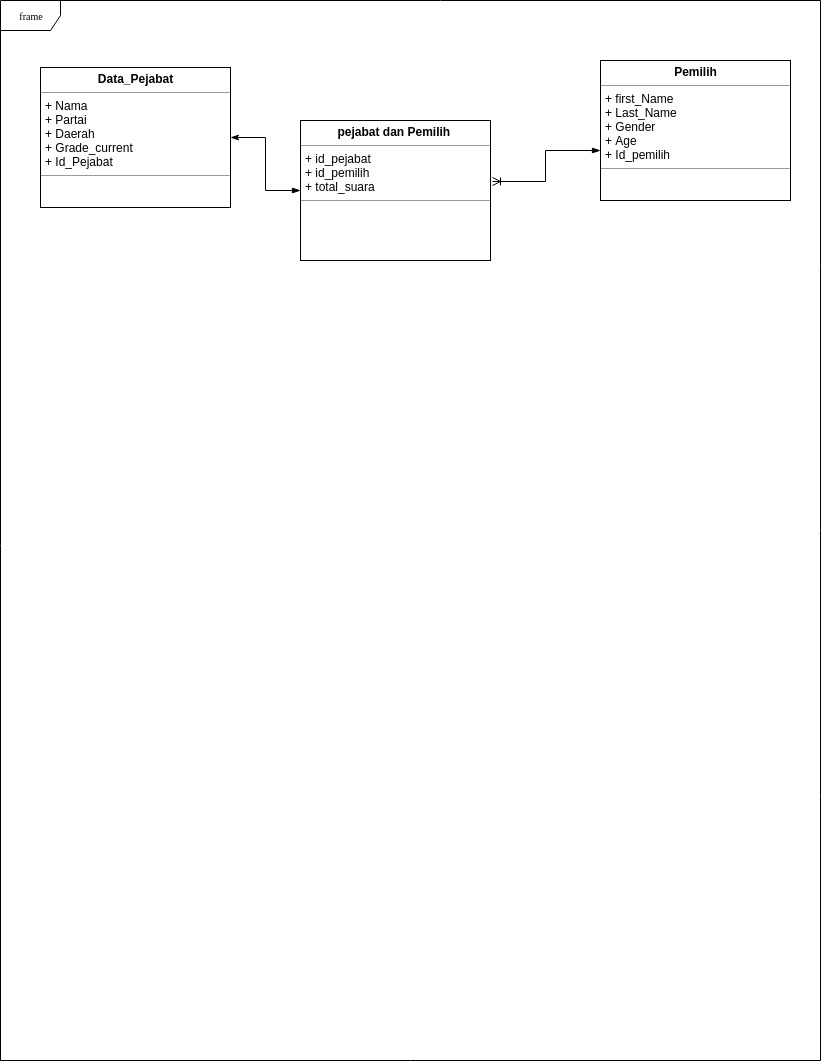 frame
Data_Pejabat
+ Nama
+ Partai
+ Daerah
+ Grade_current
+ Id_Pejabat
pejabat dan Pemilih
+ id_pejabat
+ id_pemilih
+ total_suara
Pemilih
+ first_Name
+ Last_Name
+ Gender
+ Age
+ Id_pemilih